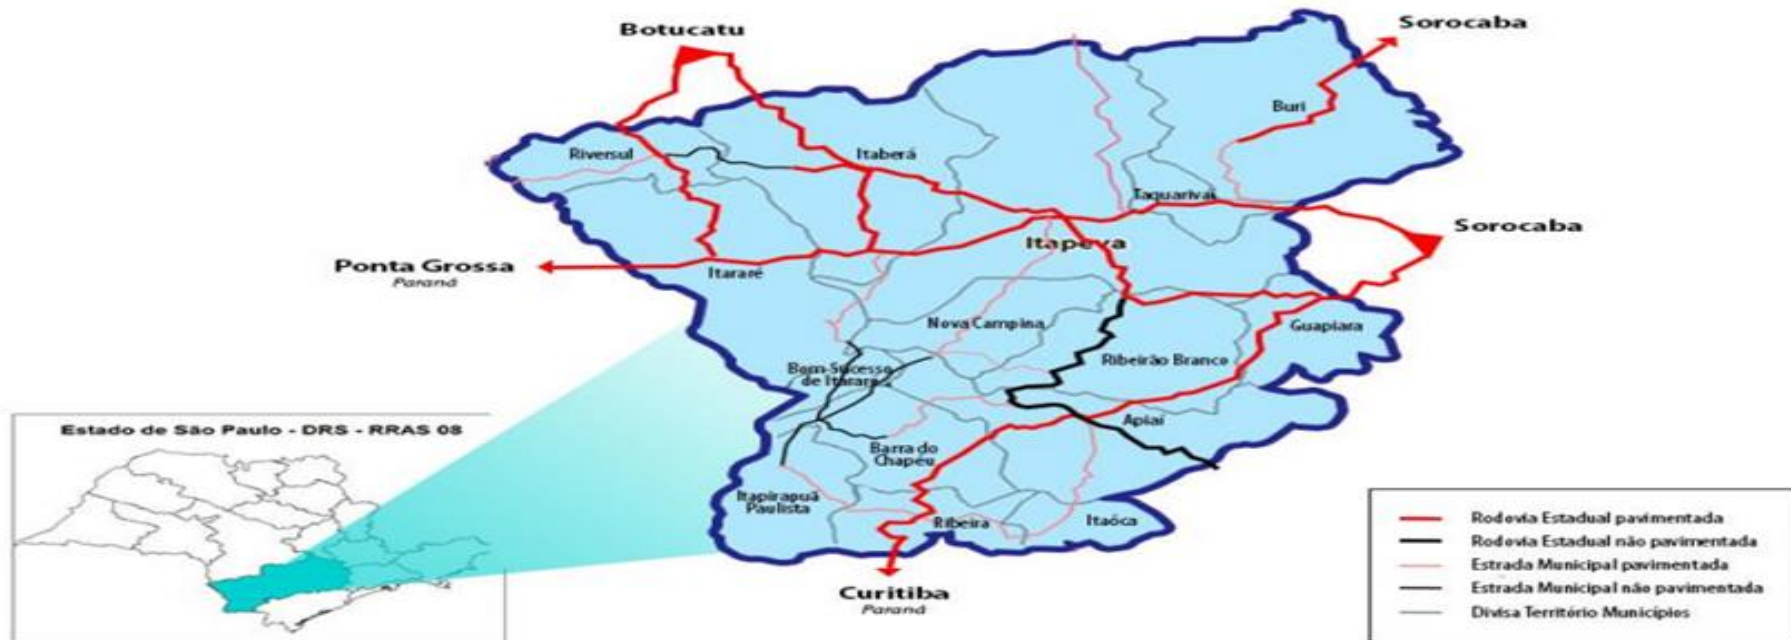 Botucatu
Sorocaba
Buri
Riversul
Itaberá
Taquarivaí
Sorocaba
Itapeva
Ponta Grossa
Paraná
Itararé
Nova Campina
Guapiara
Ribeirão Branco
Bom Sucesso
de Itararé
Apiaí
Estado de São Paulo - DRS - RRAS 08
Barra do
Chapéu
Itapirapuã
Paulista
Ribeira
Itaóca
Curitiba
Paraná
Rodovia Estadual pavimentada
Rodovia Estadual não pavimentada
Estrada Municipal pavimentada
Estrada Municipal não pavimentada
Divisa Território Municípios